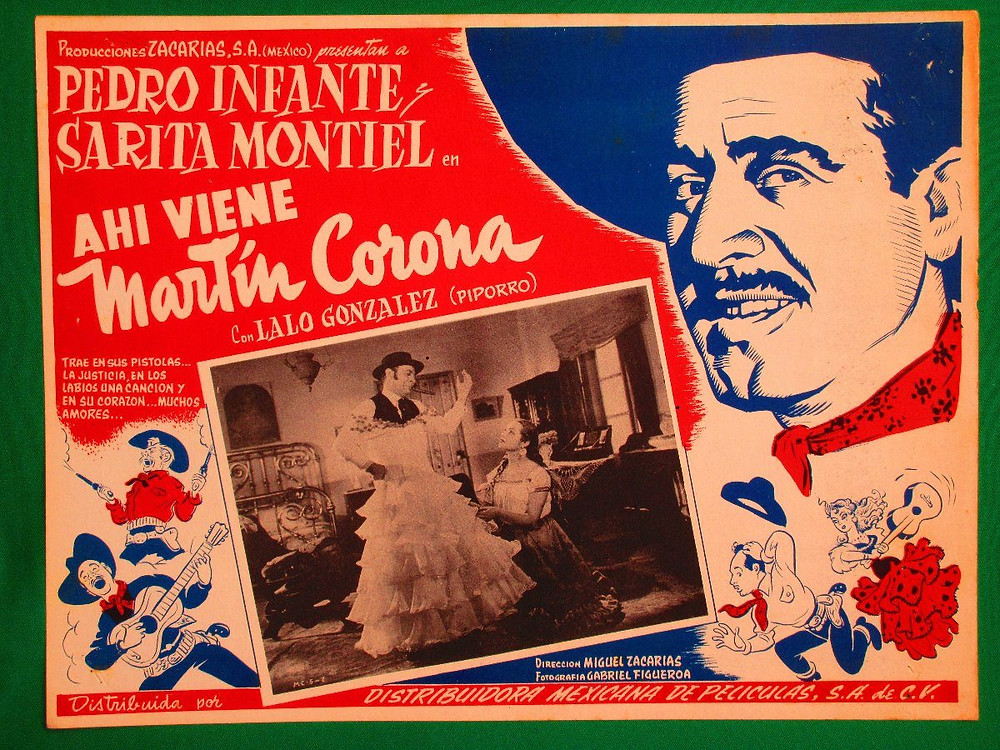 PRODUCCIONES ZACARIAS, S.A. (MEXICO) presentan a
PEDRO INFANTE y
SARITA MONTIEL en
AHI VIENE
Martín Corona
Con LALO GONZALEZ (PIPORRO)
TRAE EN SUS PISTOLAS...
LA JUSTICIA, EN LOS
LABIOS UNA CANCION Y
EN SU CORAZON...MUCHOS
AMORES...
MC-5-2
DIRECCION MIGUEL ZACARIAS
FOTOGRAFIA GABRIEL FIGUEROA
Distribuida por DISTRIBUIDORA MEXICANA DE PELICULAS, S.A. de C.V.